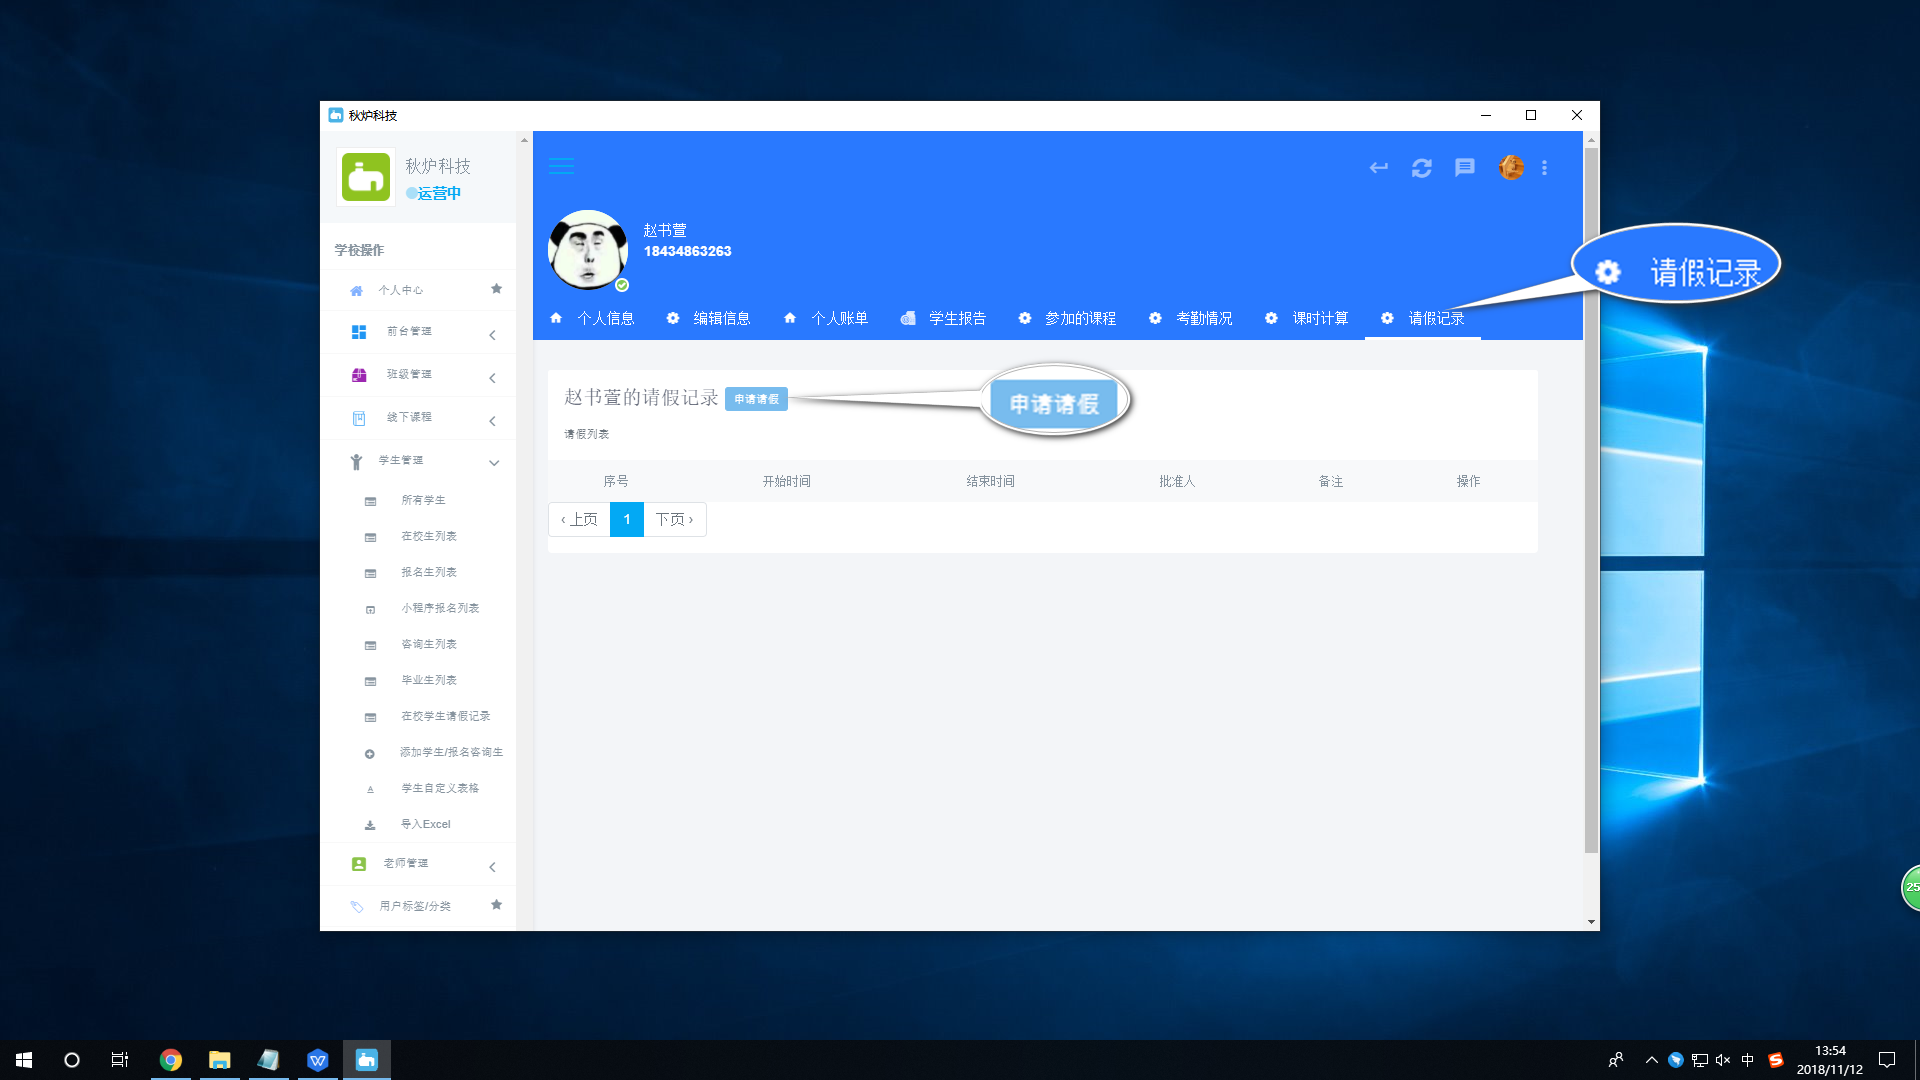 秋炉科技
秋炉科技
运营中
学校操作
个人中心
前台管理
班级管理
线下课程
学生管理
所有学生
在校生列表
报名生列表
小程序报名列表
咨询生列表
毕业生列表
在校学生请假记录
添加学生/报名咨询生
学生自定义表格
导入Excel
老师管理
用户标签/分类
赵书萱
18434863263
个人信息 编辑信息 个人账单 学生报告 参加的课程 考勤情况 课时计算 请假记录
请假记录
赵书萱的请假记录 申请请假
申请请假
请假列表
序号 开始时间 结束时间 批准人 备注 操作
‹ 上页 1 下页 ›
25
中
13:54
2018/11/12